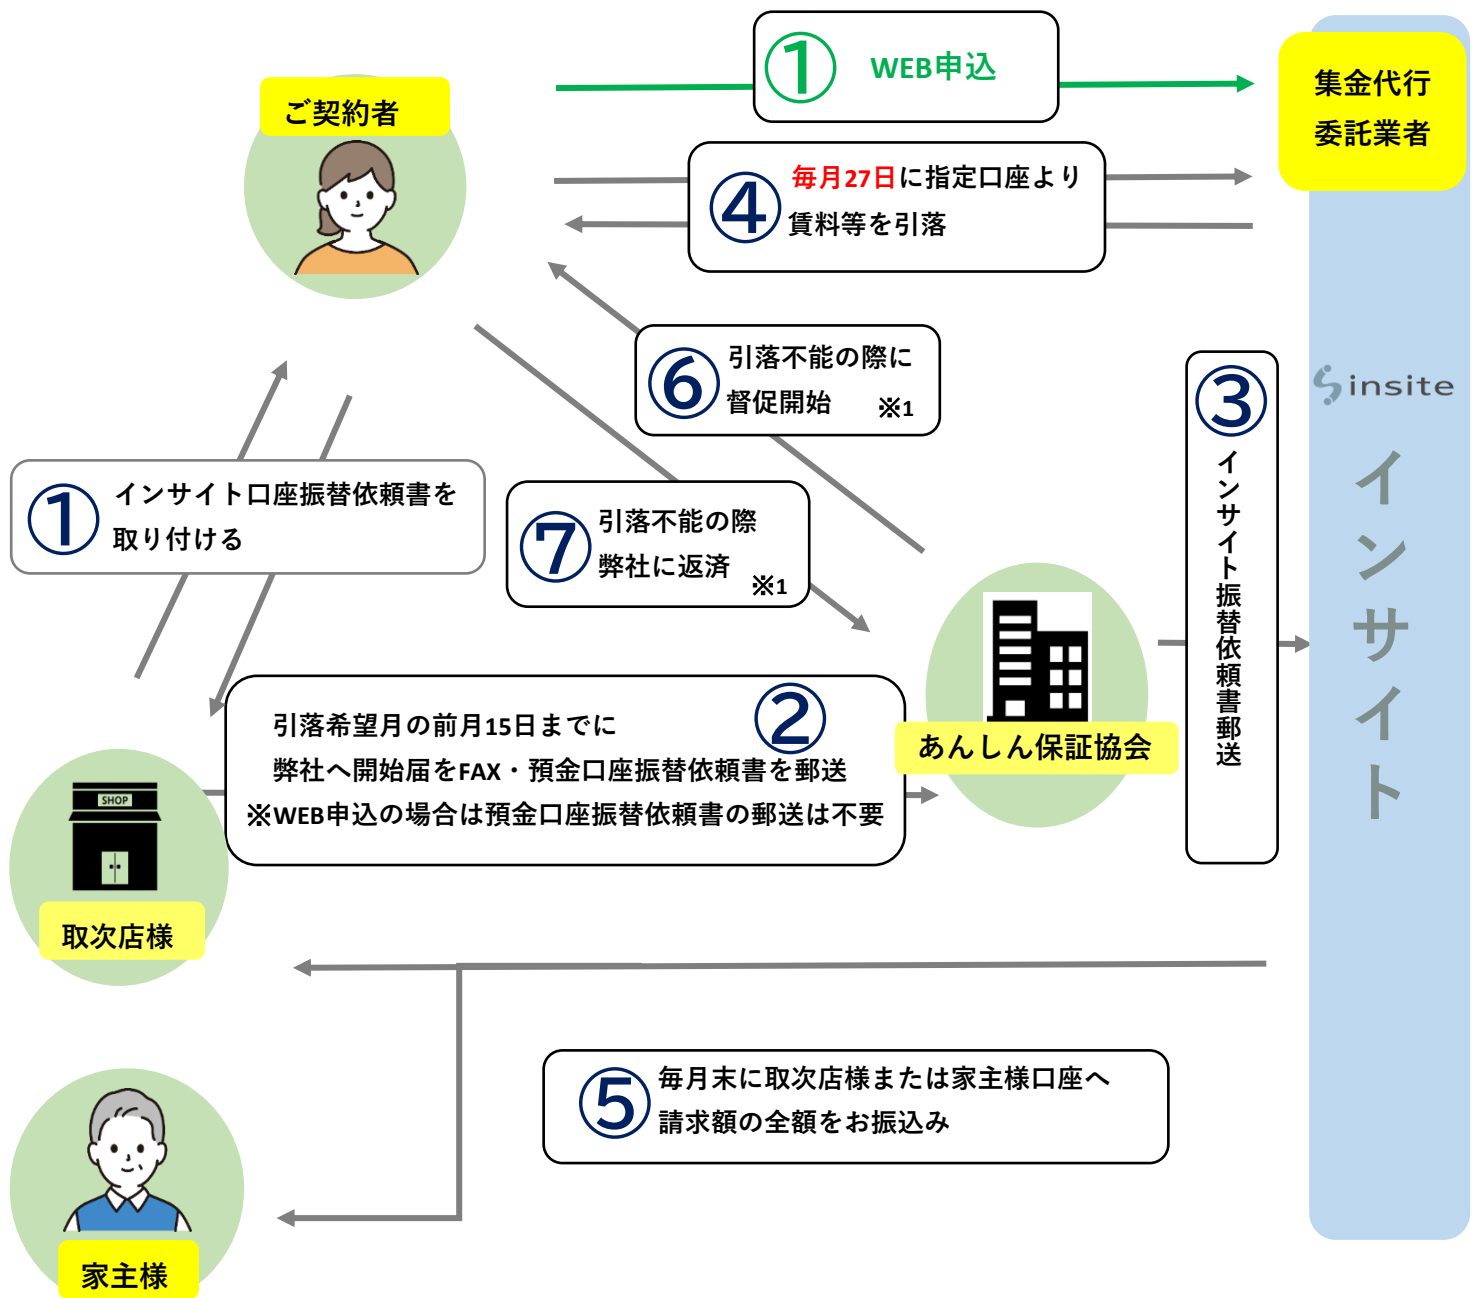 ① WEB申込
集金代行
委託業者
ご契約者
④ 毎月27日に指定口座より
賃料等を引落
⑥ 引落不能の際に
督促開始 ※1
③ インサイト振替依頼書郵送
insite
インサイト
① インサイト口座振替依頼書を
取り付ける
⑦ 引落不能の際
弊社に返済 ※1
② 引落希望月の前月15日までに
弊社へ開始届をFAX・預金口座振替依頼書を郵送
※WEB申込の場合は預金口座振替依頼書の郵送は不要
あんしん保証協会
SHOP
取次店様
⑤ 毎月末に取次店様または家主様口座へ
請求額の全額をお振込み
家主様